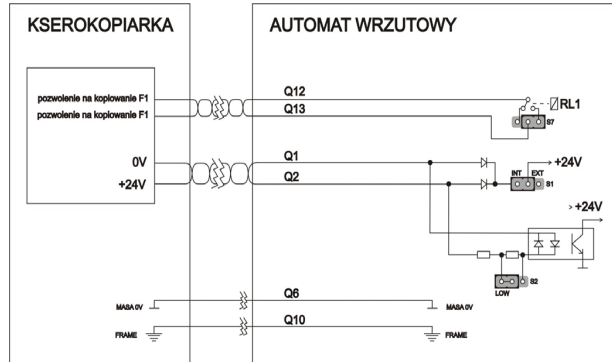 KSEROKOPIARKA
AUTOMAT WRZUTOWY
pozwolenie na kopiowanie F1
Q12
RL1
pozwolenie na kopiowanie F1
Q13
S7
0V
Q1
+24V
+24V
Q2
INT EXT
S1
> +24V
S2
LOW
MASA 0V
Q6
MASA 0V
FRAME
Q10
FRAME